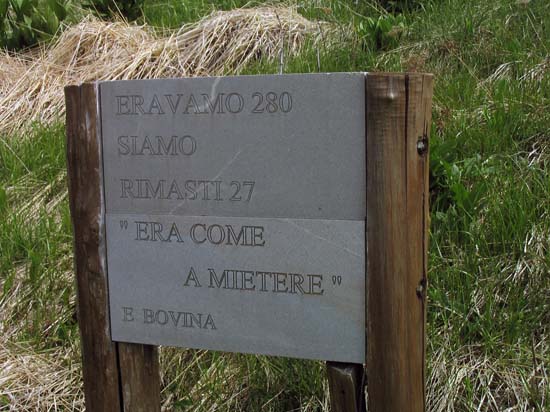 ERAVAMO 280
SIAMO
RIMASTI 27
" ERA COME
A MIETERE "
E BOVINA